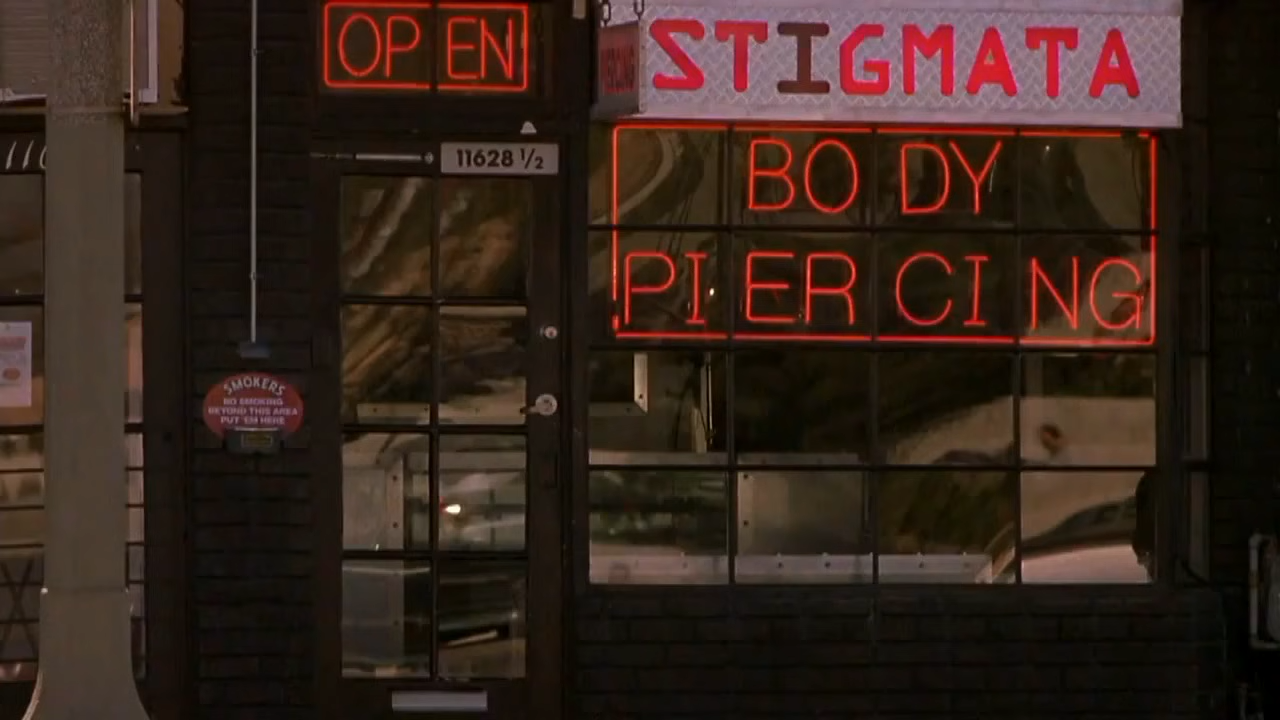 OPEN
STIGMATA
11628 1/2
BODY
PIERCING
SMOKERS
NO SMOKING
BEYOND THIS AREA
PUT 'EM HERE